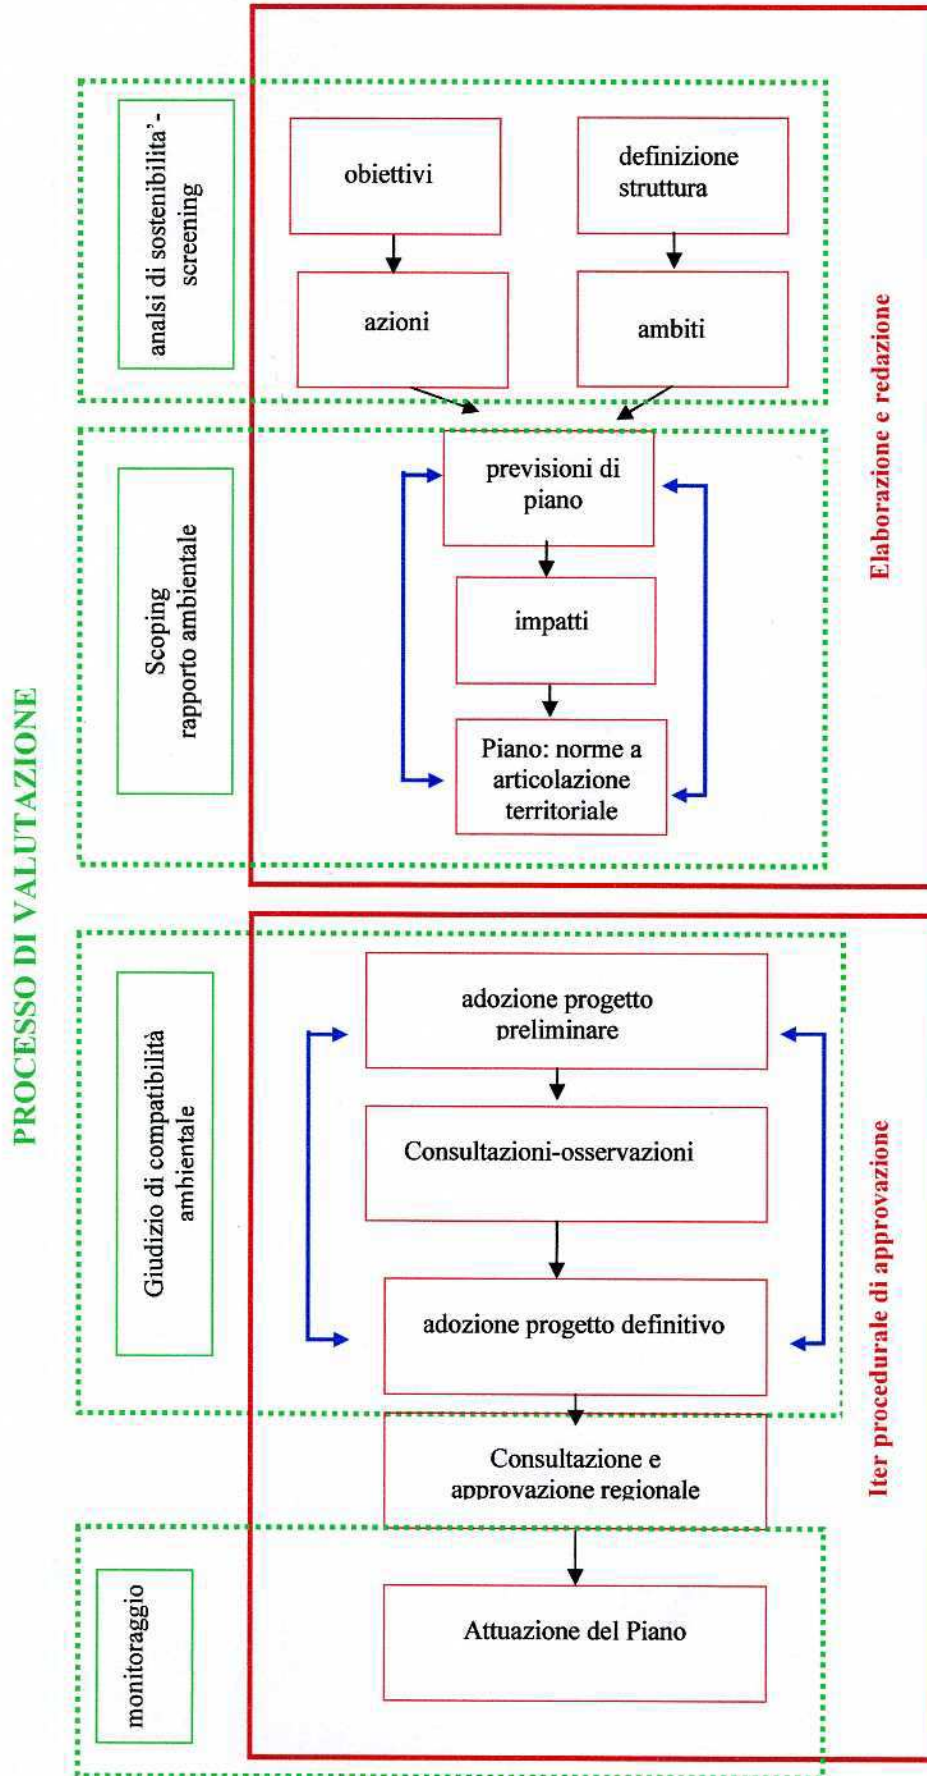 PROCESSO DI VALUTAZIONE
analsi di sostenibilita'-
screening
obiettivi
definizione
struttura
azioni
ambiti
Elaborazione e redazione
Scoping
rapporto ambientale
previsioni di
piano
impatti
Piano: norme a
articolazione
territoriale
Giudizio di compatibilità
ambientale
adozione progetto
preliminare
Consultazioni-osservazioni
adozione progetto definitivo
Iter procedurale di approvazione
Consultazione e
approvazione regionale
monitoraggio
Attuazione del Piano